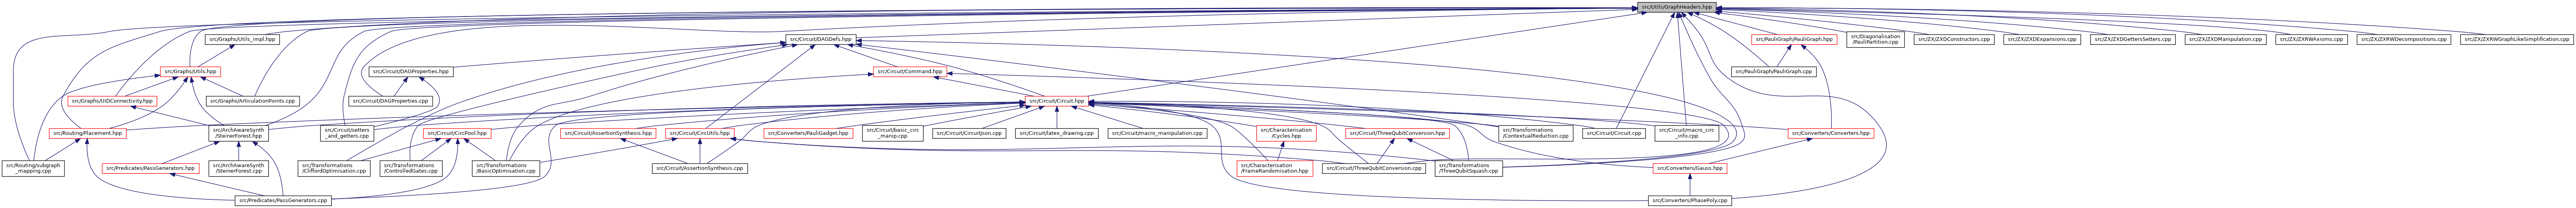 src/Utils/GraphHeaders.hpp
src/Graphs/Utils_impl.hpp
src/Circuit/DAGDefs.hpp
src/PauliGraph/PauliGraph.hpp
src/Diagonalisation
/PauliPartition.cpp
src/ZX/ZXDConstructors.cpp
src/ZX/ZXDExpansions.cpp
src/ZX/ZXDGettersSetters.cpp
src/ZX/ZXDManipulation.cpp
src/ZX/ZXRWAxioms.cpp
src/ZX/ZXRWDecompositions.cpp
src/ZX/ZXRWGraphLikeSimplification.cpp
src/Graphs/Utils.hpp
src/Circuit/DAGProperties.hpp
src/Circuit/Command.hpp
src/PauliGraph/PauliGraph.cpp
src/Graphs/UIDConnectivity.hpp
src/Graphs/ArticulationPoints.cpp
src/Circuit/DAGProperties.cpp
src/Circuit/Circuit.hpp
src/Routing/Placement.hpp
src/ArchAwareSynth
/SteinerForest.hpp
src/Circuit/setters
_and_getters.cpp
src/Circuit/CircPool.hpp
src/Circuit/AssertionSynthesis.hpp
src/Circuit/CircUtils.hpp
src/Converters/PauliGadget.hpp
src/Circuit/basic_circ
_manip.cpp
src/Circuit/CircuitJson.cpp
src/Circuit/latex_drawing.cpp
src/Circuit/macro_manipulation.cpp
src/Characterisation
/Cycles.hpp
src/Circuit/ThreeQubitConversion.hpp
src/Transformations
/ContextualReduction.cpp
src/Circuit/Circuit.cpp
src/Circuit/macro_circ
_info.cpp
src/Converters/Converters.hpp
src/Routing/subgraph
_mapping.cpp
src/Predicates/PassGenerators.hpp
src/ArchAwareSynth
/SteinerForest.cpp
src/Transformations
/CliffordOptimisation.cpp
src/Transformations
/ControlledGates.cpp
src/Transformations
/BasicOptimisation.cpp
src/Circuit/AssertionSynthesis.cpp
src/Characterisation
/FrameRandomisation.hpp
src/Circuit/ThreeQubitConversion.cpp
src/Transformations
/ThreeQubitSquash.cpp
src/Converters/Gauss.hpp
src/Predicates/PassGenerators.cpp
src/Converters/PhasePoly.cpp